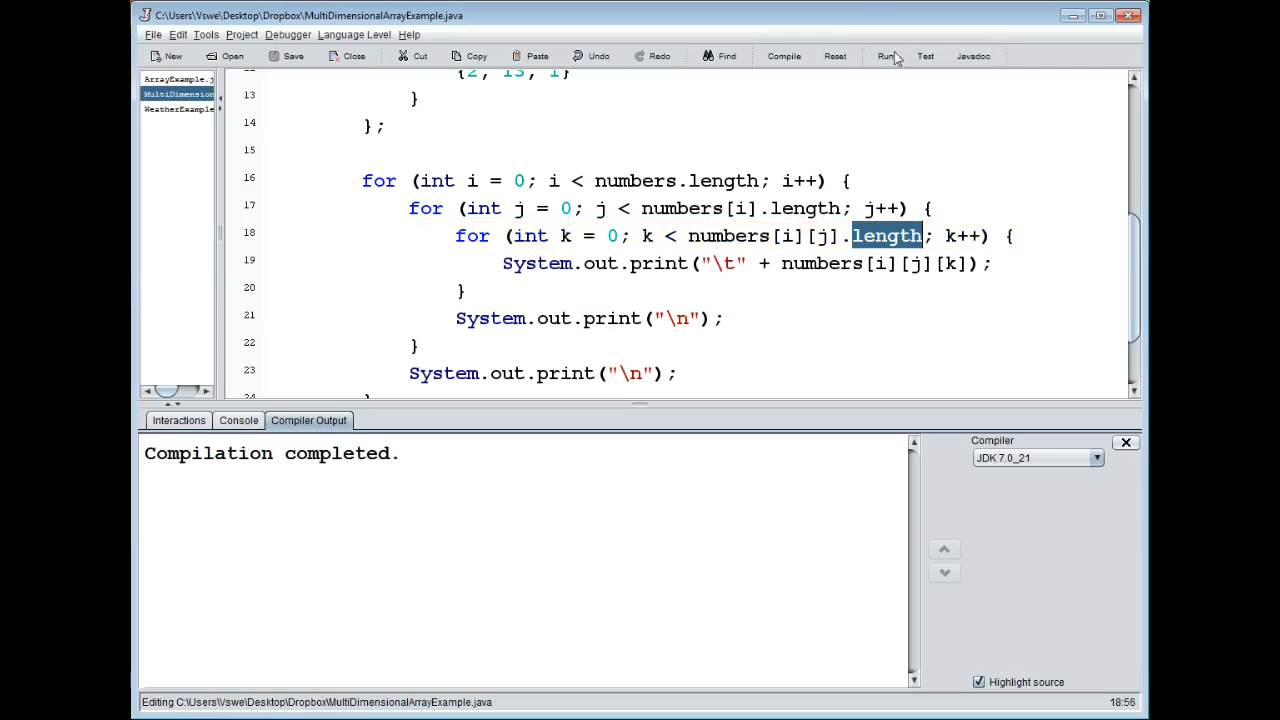 C:\Users\Vswe\Desktop\Dropbox\MultiDimensionalArrayExample.java
File Edit Tools Project Debugger Language Level Help
New Open Save Close Cut Copy Paste Undo Redo Find Compile Reset Run Test Javadoc
ArrayExample.j
MultiDimension
WeatherExample
{2, 13, 1}
13 }
14 };
15
16 for (int i = 0; i < numbers.length; i++) {
17 for (int j = 0; j < numbers[i].length; j++) {
18 for (int k = 0; k < numbers[i][j].length; k++) {
19 System.out.print("\t" + numbers[i][j][k]);
20 }
21 System.out.print("\n");
22 }
23 System.out.print("\n");
Interactions Console Compiler Output
Compilation completed.
Compiler
JDK 7.0_21
Highlight source
Editing C:\Users\Vswe\Desktop\Dropbox\MultiDimensionalArrayExample.java 18:56